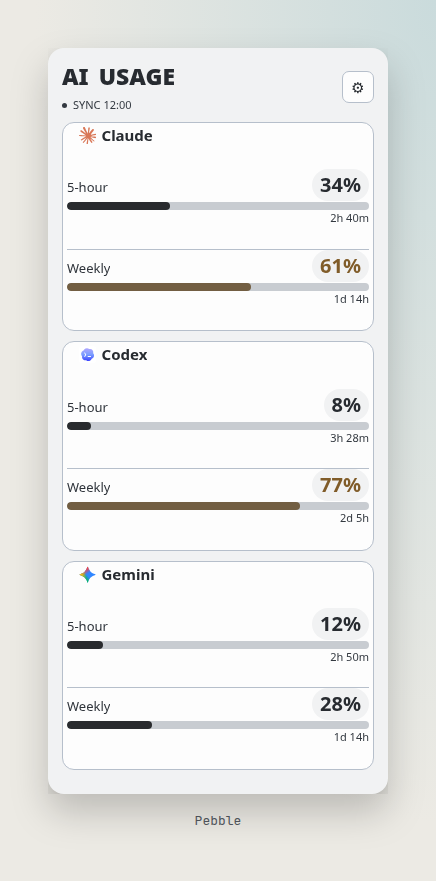 AI USAGE
SYNC 12:00
Claude
5-hour
34%
2h 40m
Weekly
61%
1d 14h
Codex
5-hour
8%
3h 28m
Weekly
77%
2d 5h
Gemini
5-hour
12%
2h 50m
Weekly
28%
1d 14h
Pebble